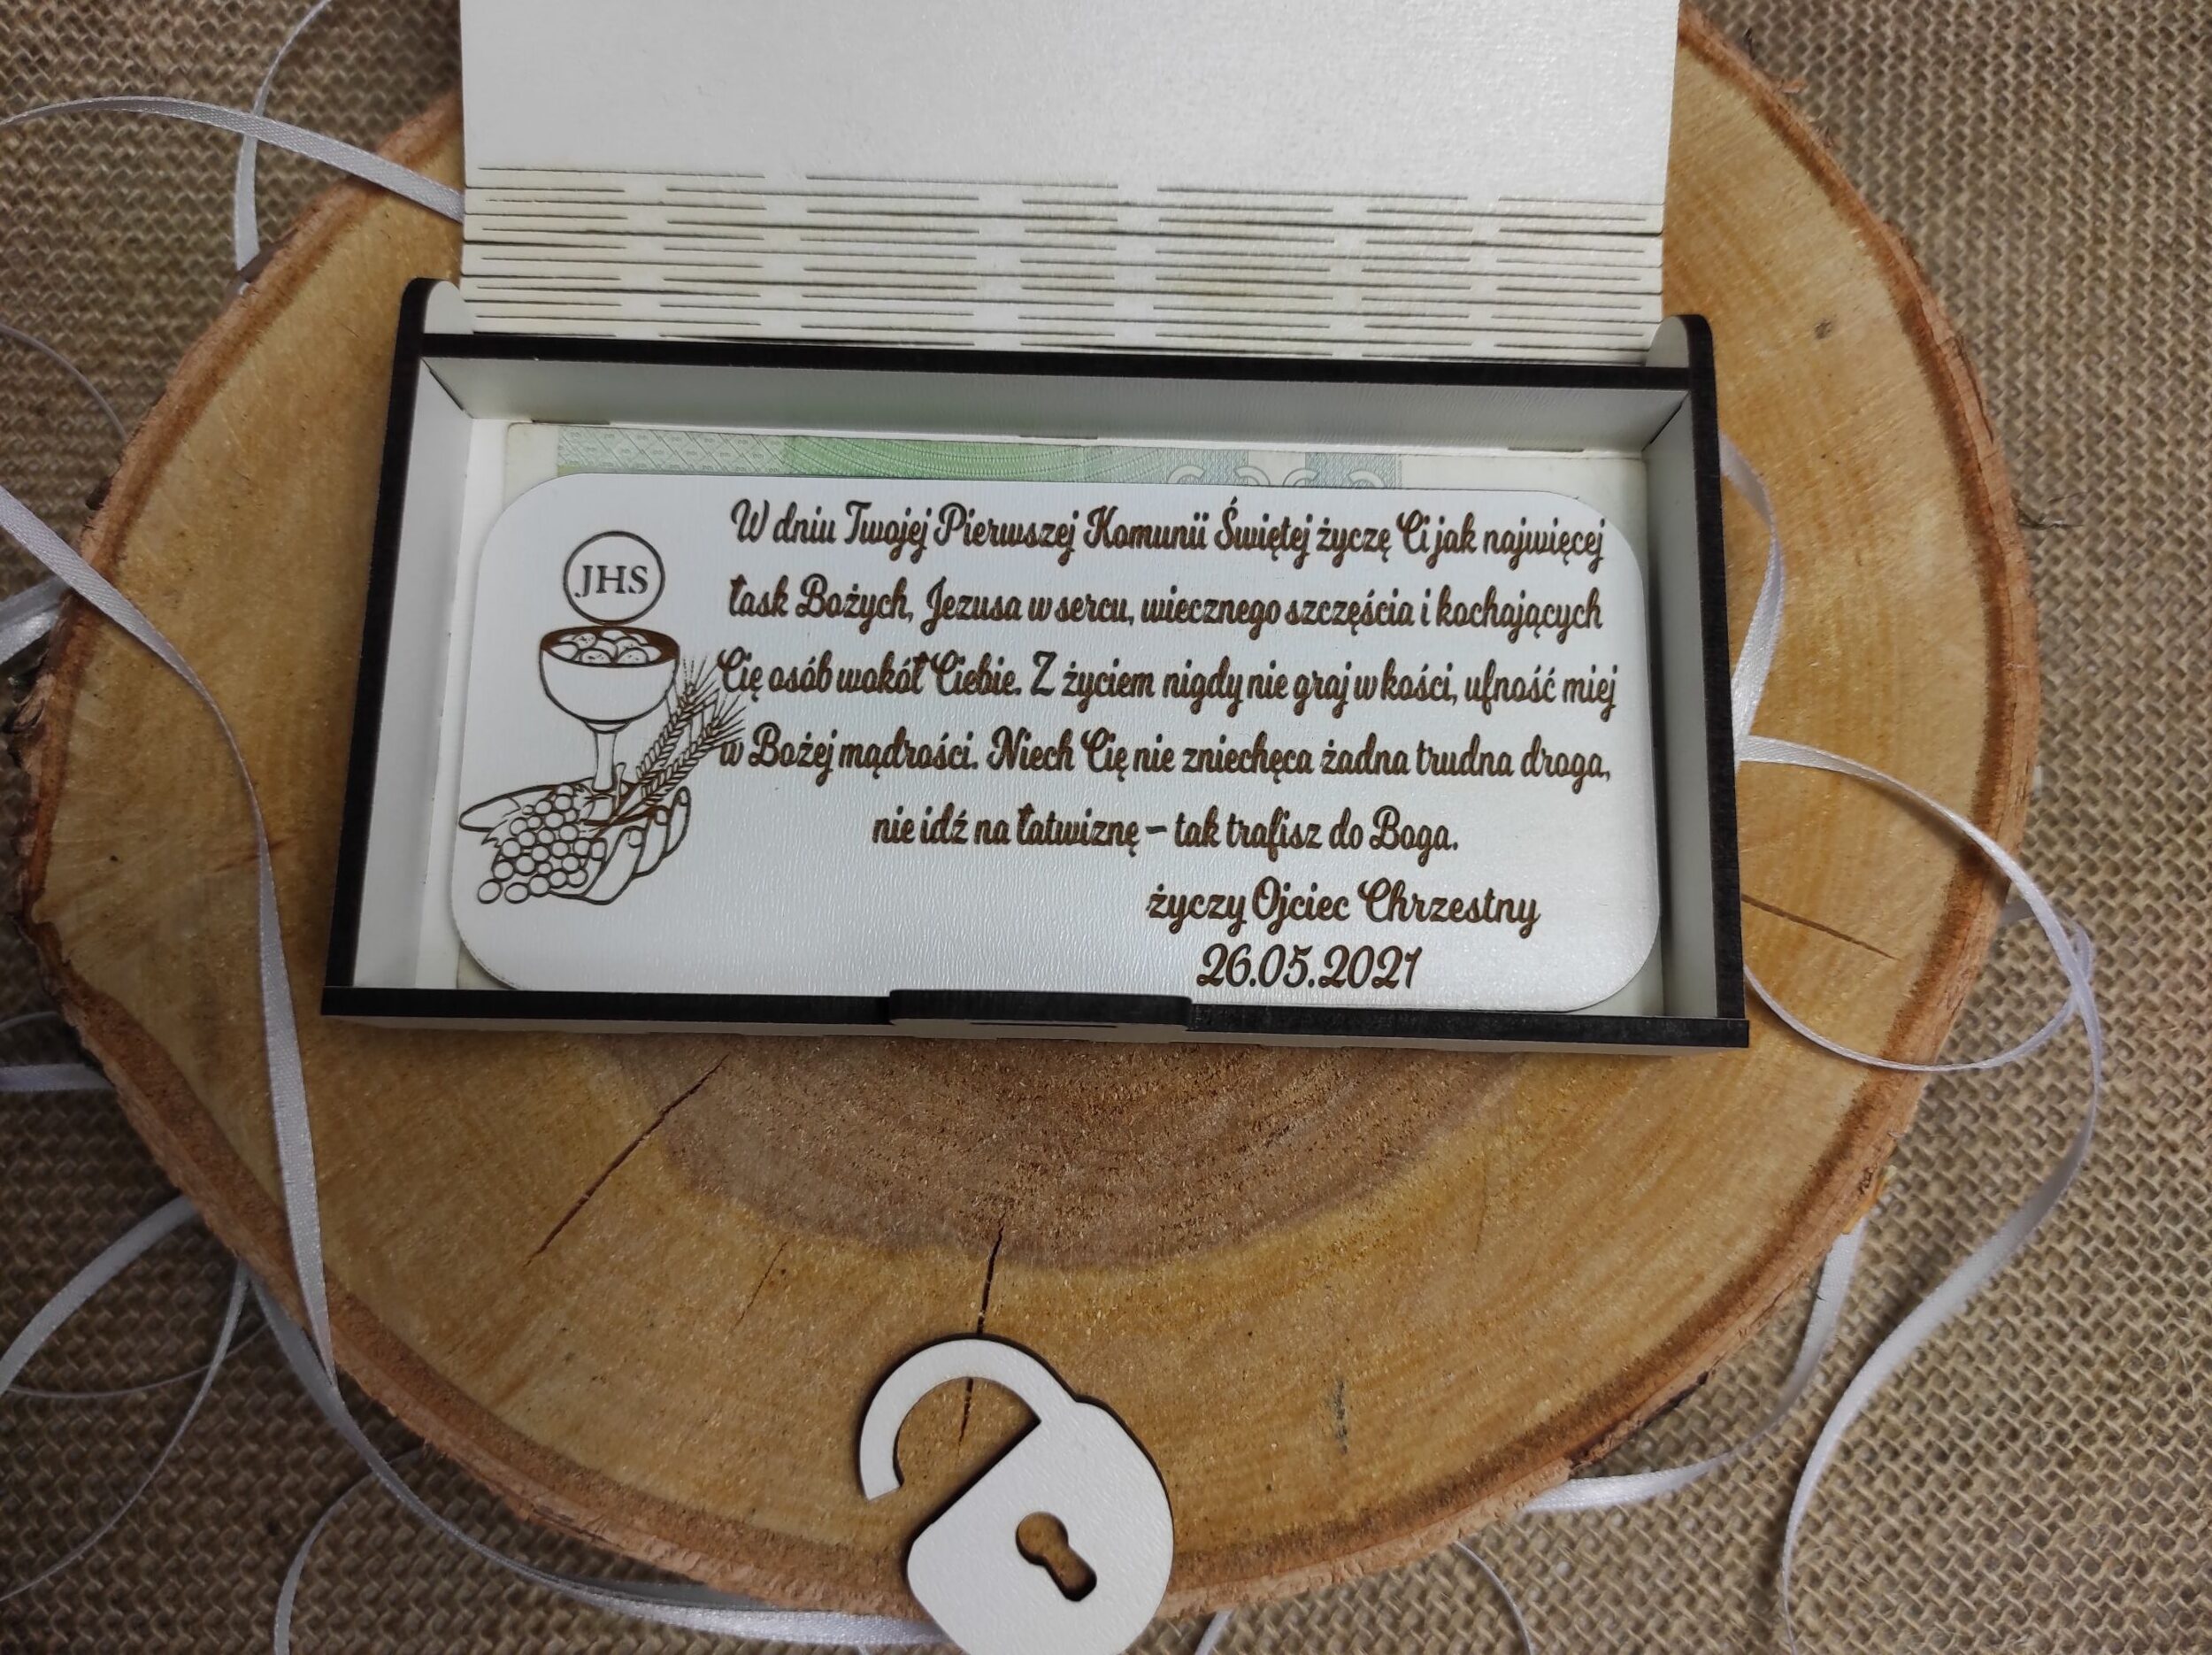 JHS
W dniu Twojej Pierwszej Komunii Świętej życzę Ci jak najwięcej
łask Bożych, Jezusa w sercu, wiecznego szczęścia i kochających
Cię osób wokół Ciebie. Z życiem nigdy nie graj w kości, ufność miej
w Bożej mądrości. Niech Cię nie zniechęca żadna trudna droga,
nie idź na łatwiznę – tak trafisz do Boga.
życzy Ojciec Chrzestny
26.05.2021